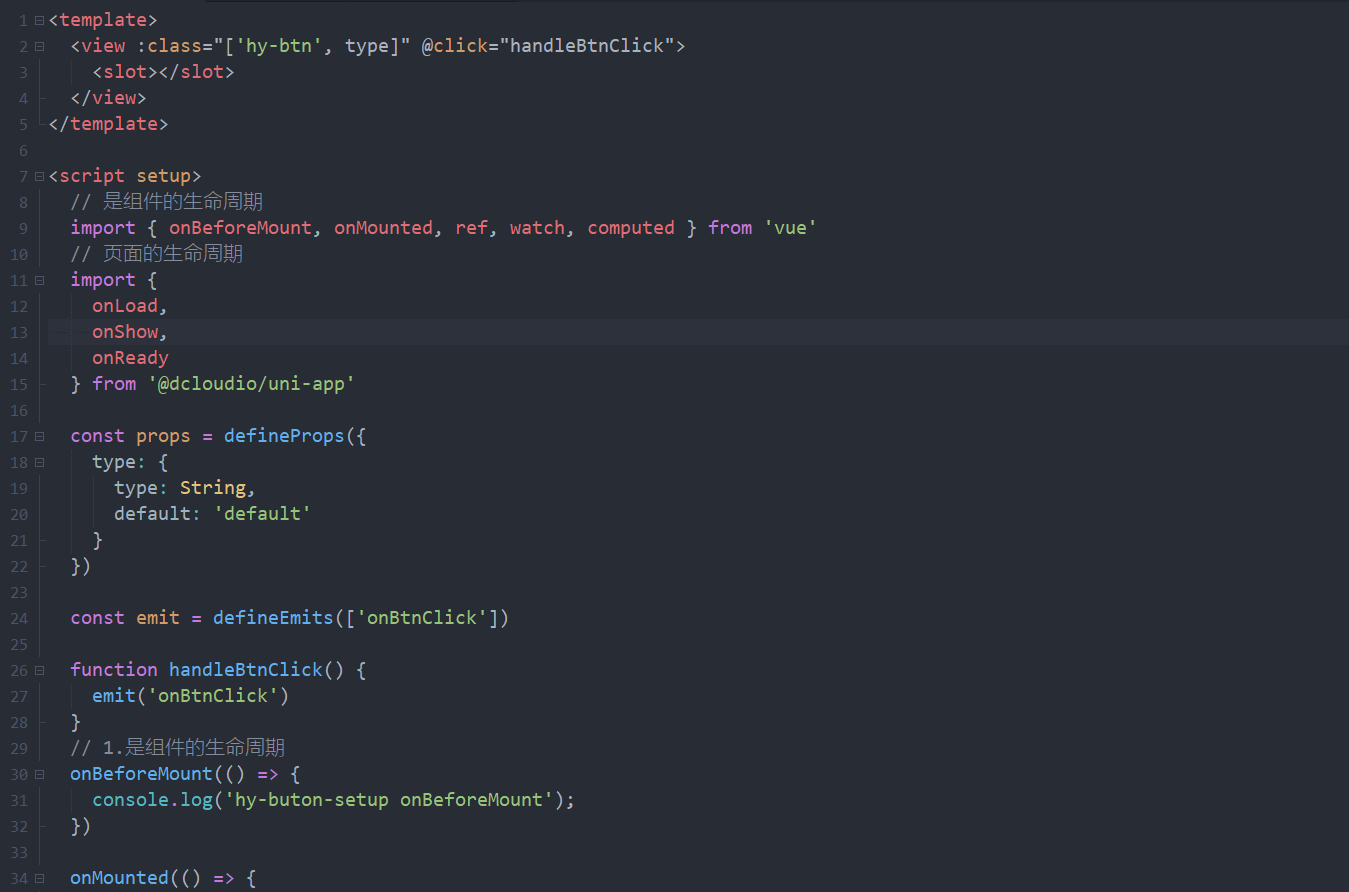 1 <template>
2 <view :class="['hy-btn', type]" @click="handleBtnClick">
3 <slot></slot>
4 </view>
5 </template>
6
7 <script setup>
8 // 是组件的生命周期
9 import { onBeforeMount, onMounted, ref, watch, computed } from 'vue'
10 // 页面的生命周期
11 import {
12 onLoad,
13 onShow,
14 onReady
15 } from '@dcloudio/uni-app'
16
17 const props = defineProps({
18 type: {
19 type: String,
20 default: 'default'
21 }
22 })
23
24 const emit = defineEmits(['onBtnClick'])
25
26 function handleBtnClick() {
27 emit('onBtnClick')
28 }
29 // 1.是组件的生命周期
30 onBeforeMount(() => {
31 console.log('hy-buton-setup onBeforeMount');
32 })
33
34 onMounted(() => {